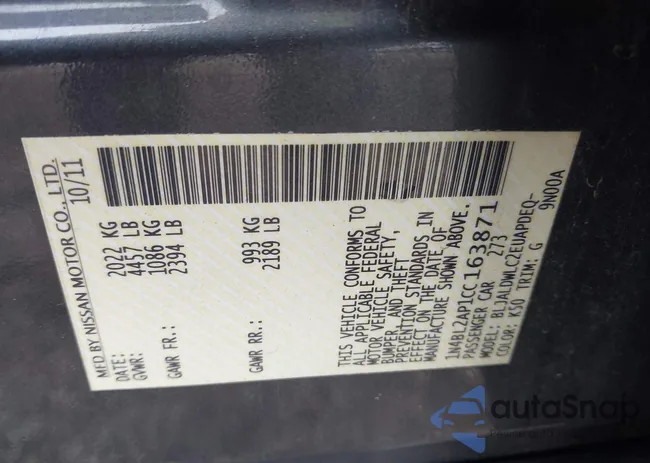 MFD BY NISSAN MOTOR CO., LTD.
DATE: 10/11
GVWR: 2022 KG
4457 LB
GAWR FR.: 1086 KG
2394 LB
GAWR RR.: 993 KG
2189 LB
THIS VEHICLE CONFORMS TO
ALL APPLICABLE FEDERAL
MOTOR VEHICLE SAFETY,
BUMPER, AND THEFT
PREVENTION STANDARDS IN
EFFECT ON THE DATE OF
MANUFACTURE SHOWN ABOVE.
1N4BL2AP1CC163871
PASSENGER CAR 273
MODEL: BLJALDWLC2EUAPDEQ-
COLOR: K50 TRIM: G 9N00A
autaSnap